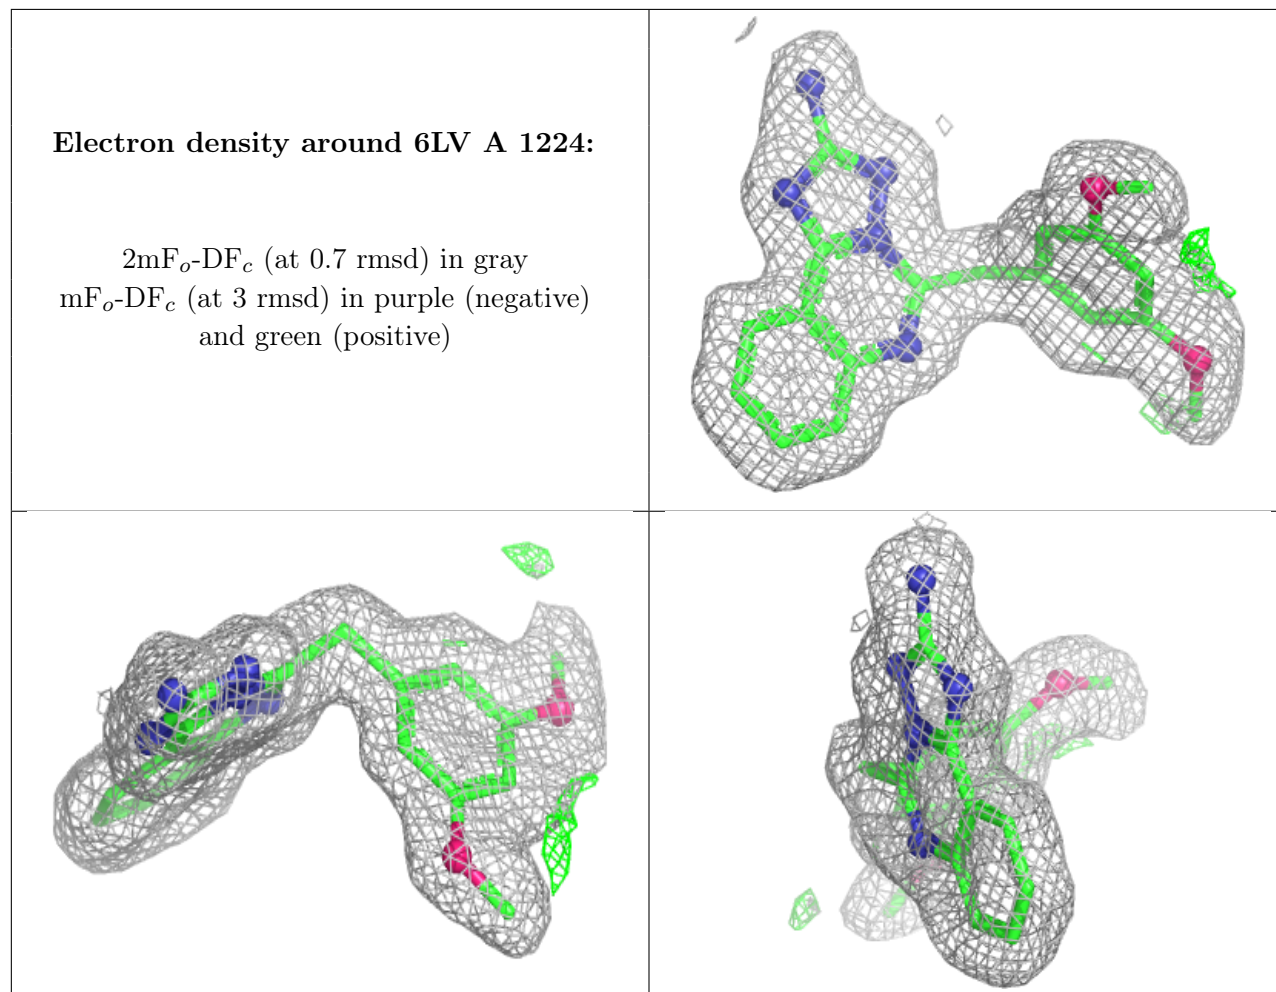 Electron density around 6LV A 1224:
2mFo-DFc (at 0.7 rmsd) in gray
mFo-DFc (at 3 rmsd) in purple (negative)
and green (positive)